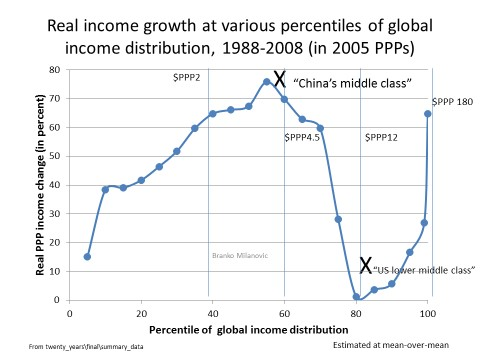 Real income growth at various percentiles of global
income distribution, 1988-2008 (in 2005 PPPs)
80
70
60
50
40
30
20
10
0
Real PPP income change (in percent)
$PPP2
X "China's middle class"
$PPP 180
$PPP4.5
$PPP12
Branko Milanovic
X "US lower middle class"
0
20
40
60
80
100
Percentile of global income distribution
From twenty_years\final\summary_data
Estimated at mean-over-mean